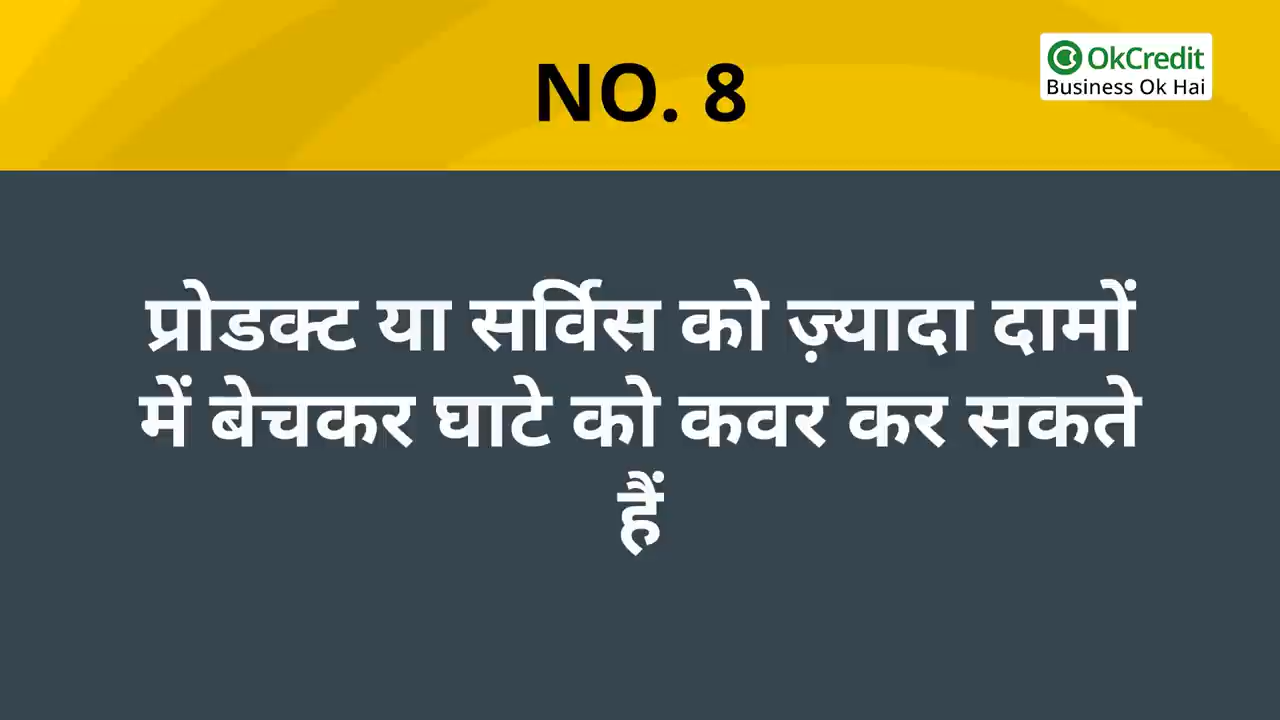 NO. 8
OkCredit
Business Ok Hai
प्रोडक्ट या सर्विस को ज़्यादा दामों
में बेचकर घाटे को कवर कर सकते
हैं